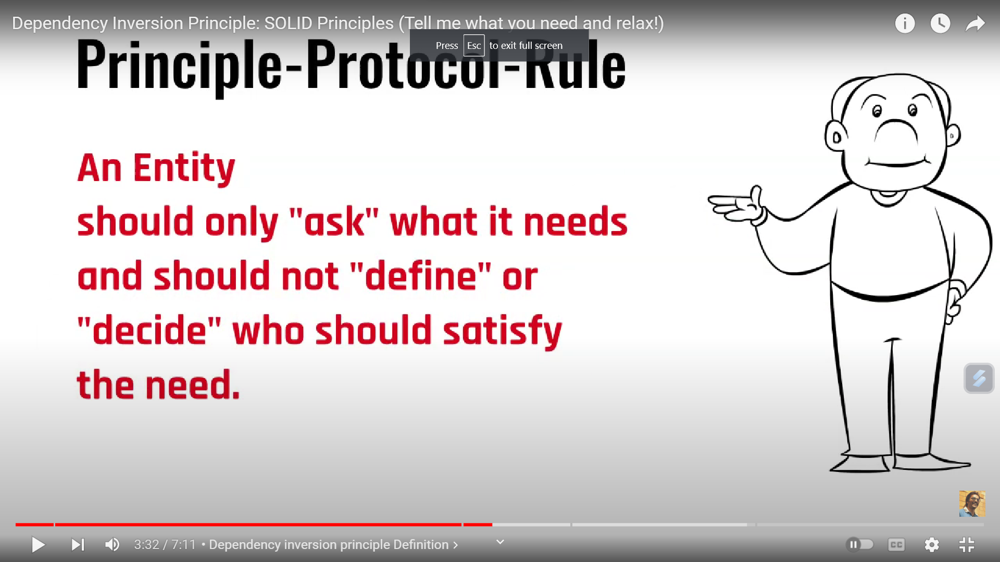 Dependency Inversion Principle: SOLID Principles (Tell me what you need and relax!)
Press Esc to exit full screen
Principle-Protocol-Rule
An Entity
should only "ask" what it needs
and should not "define" or
"decide" who should satisfy
the need.
3:32 / 7:11 • Dependency inversion principle Definition >
CC